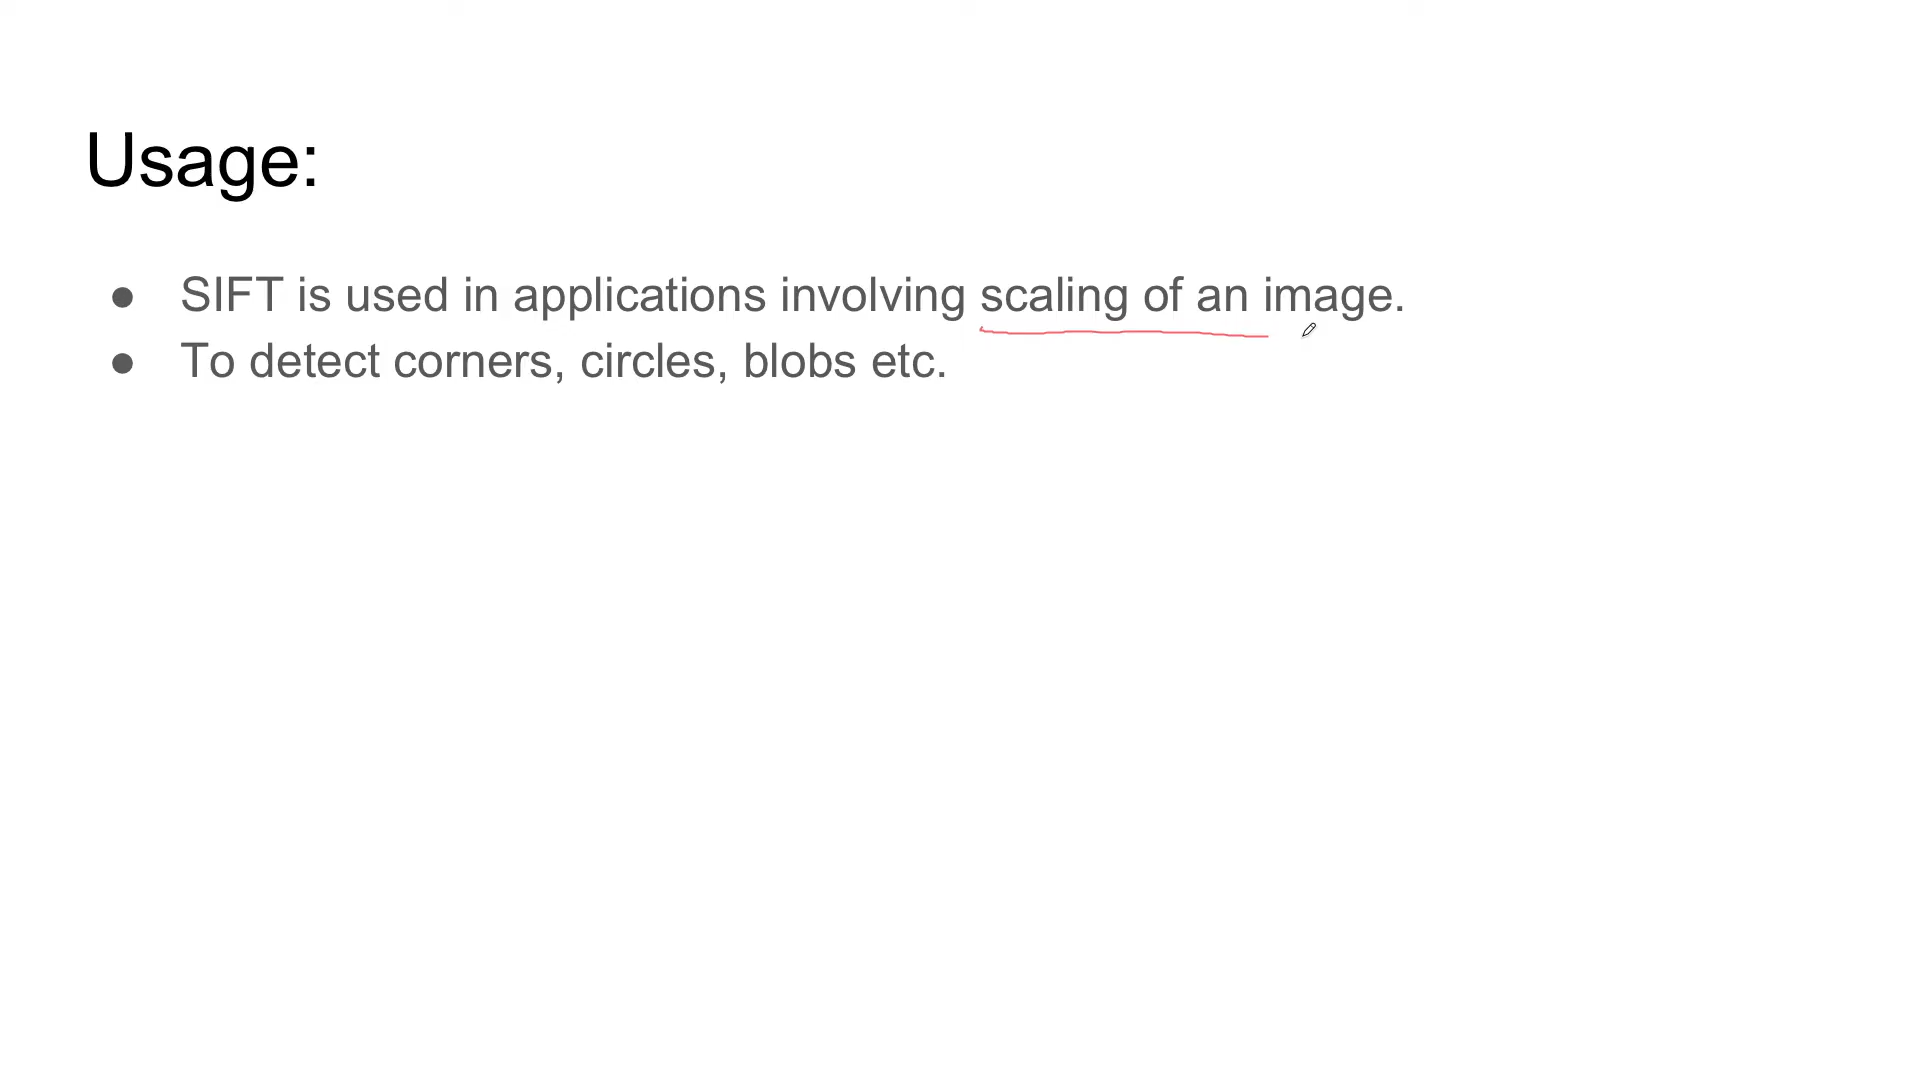 Usage:
● SIFT is used in applications involving scaling of an image.
● To detect corners, circles, blobs etc.